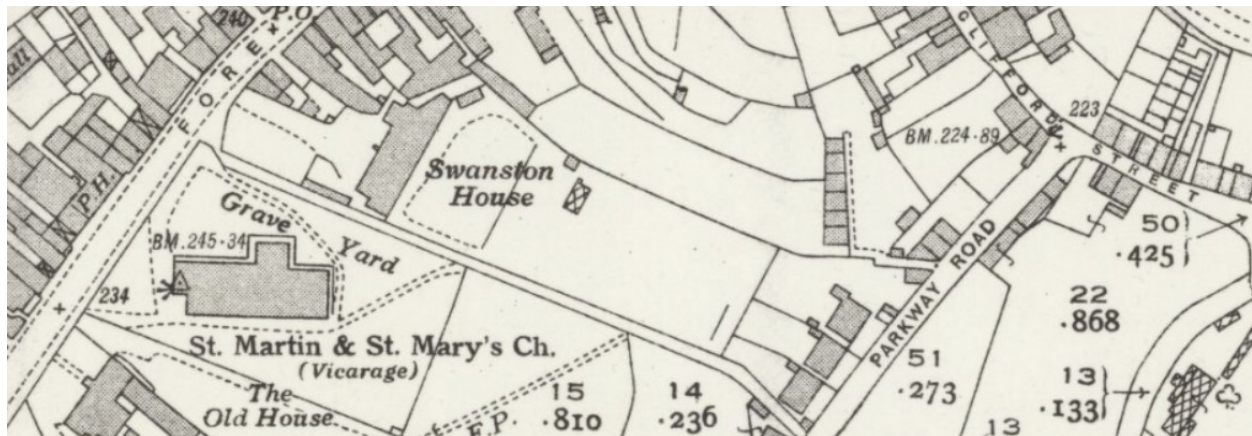 240
P.O.
FORE
P.H.
CLIFFORD
STREET
223
B.M. 224·89
Swanston
House
Grave
Yard
B.M. 245·34
234
St. Martin & St. Mary's Ch.
(Vicarage)
The
Old House
F.P.
15
·810
14
·236
PARKWAY ROAD
51
·273
50
·425
22
·868
13
·133
13